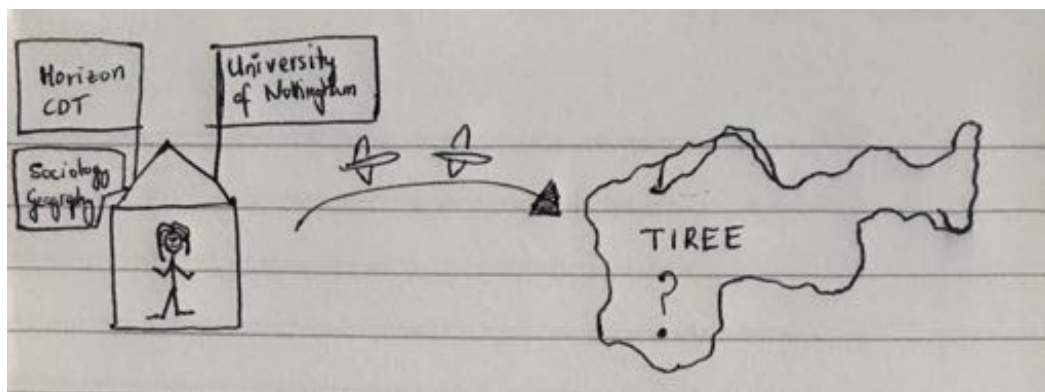 Horizon
CDT
University
of Nottingham
Sociology
Geography
TIREE
?